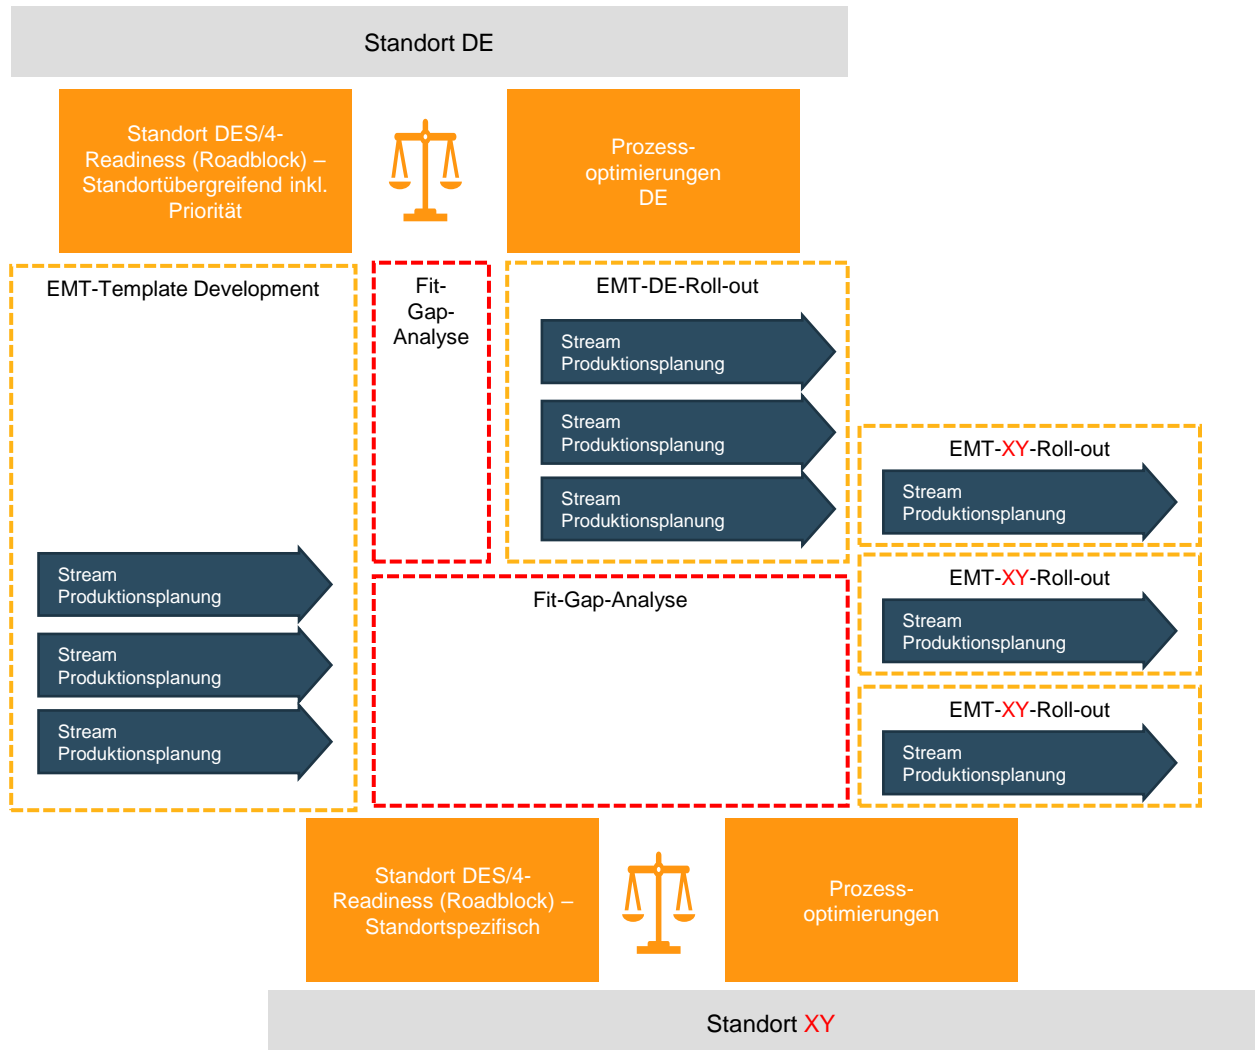 Standort DE
Standort DES/4-
Readiness (Roadblock) –
Standortübergreifend inkl.
Priorität
Prozess-
optimierungen
DE
EMT-Template Development
Stream
Produktionsplanung
Stream
Produktionsplanung
Stream
Produktionsplanung
Fit-
Gap-
Analyse
EMT-DE-Roll-out
Stream
Produktionsplanung
Stream
Produktionsplanung
Stream
Produktionsplanung
Fit-Gap-Analyse
EMT-XY-Roll-out
Stream
Produktionsplanung
EMT-XY-Roll-out
Stream
Produktionsplanung
EMT-XY-Roll-out
Stream
Produktionsplanung
Standort DES/4-
Readiness (Roadblock) –
Standortspezifisch
Prozess-
optimierungen
Standort XY